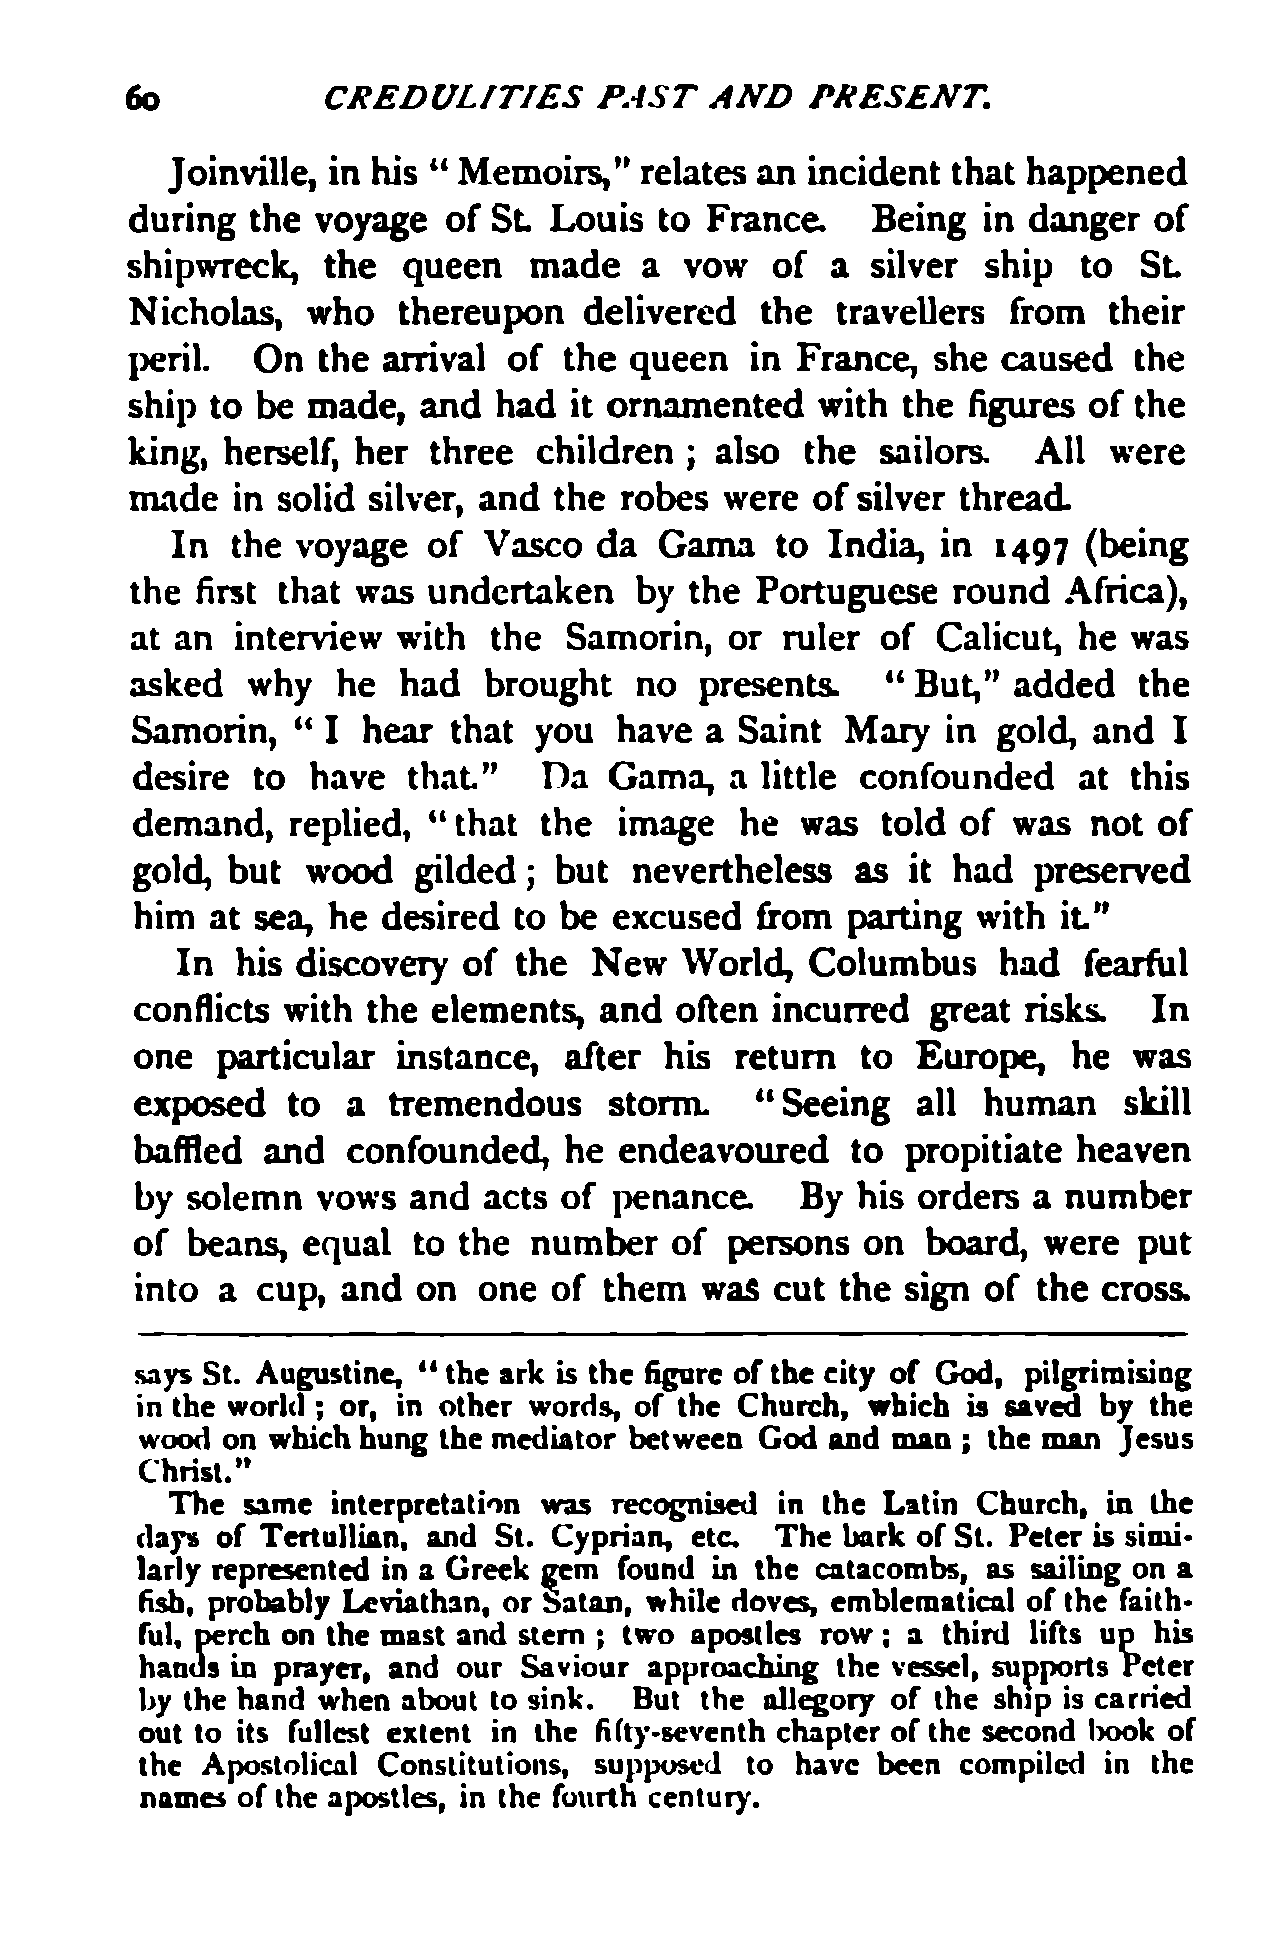 60 CREDULITIES PAST AND PRESENT.
Joinville, in his " Memoirs," relates an incident that happened
during the voyage of St. Louis to France. Being in danger of
shipwreck, the queen made a vow of a silver ship to St.
Nicholas, who thereupon delivered the travellers from their
peril. On the arrival of the queen in France, she caused the
ship to be made, and had it ornamented with the figures of the
king, herself, her three children ; also the sailors. All were
made in solid silver, and the robes were of silver thread.
In the voyage of Vasco da Gama to India, in 1497 (being
the first that was undertaken by the Portuguese round Africa),
at an interview with the Samorin, or ruler of Calicut, he was
asked why he had brought no presents. " But," added the
Samorin, " I hear that you have a Saint Mary in gold, and I
desire to have that." Da Gama, a little confounded at this
demand, replied, " that the image he was told of was not of
gold, but wood gilded ; but nevertheless as it had preserved
him at sea, he desired to be excused from parting with it."
In his discovery of the New World, Columbus had fearful
conflicts with the elements, and often incurred great risks. In
one particular instance, after his return to Europe, he was
exposed to a tremendous storm. " Seeing all human skill
baffled and confounded, he endeavoured to propitiate heaven
by solemn vows and acts of penance. By his orders a number
of beans, equal to the number of persons on board, were put
into a cup, and on one of them was cut the sign of the cross.
says St. Augustine, " the ark is the figure of the city of God, pilgrimising
in the world ; or, in other words, of the Church, which is saved by the
wood on which hung the mediator between God and man ; the man Jesus
Christ."
The same interpretation was recognised in the Latin Church, in the
days of Tertullian, and St. Cyprian, etc. The bark of St. Peter is simi-
larly represented in a Greek gem found in the catacombs, as sailing on a
fish, probably Leviathan, or Satan, while doves, emblematical of the faith-
ful, perch on the mast and stern ; two apostles row ; a third lifts up his
hands in prayer, and our Saviour approaching the vessel, supports Peter
by the hand when about to sink. But the allegory of the ship is carried
out to its fullest extent in the fifty-seventh chapter of the second book of
the Apostolical Constitutions, supposed to have been compiled in the
names of the apostles, in the fourth century.